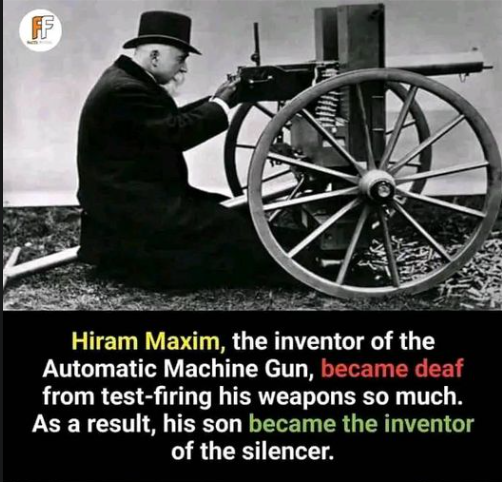 FF
Hiram Maxim, the inventor of the
Automatic Machine Gun, became deaf
from test-firing his weapons so much.
As a result, his son became the inventor
of the silencer.